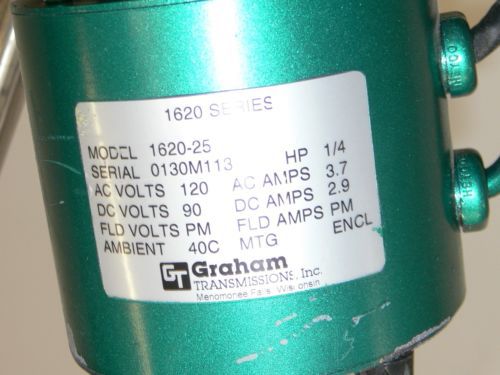 1620 SERIES
MODEL 1620-25
SERIAL 0130M113 HP 1/4
AC VOLTS 120 AC AMPS 3.7
DC VOLTS 90 DC AMPS 2.9
FLD VOLTS PM FLD AMPS PM
AMBIENT 40C MTG ENCL
GT Graham
TRANSMISSIONS, Inc.
Menomonee Falls, Wisconsin
HEYCO
HEYCO